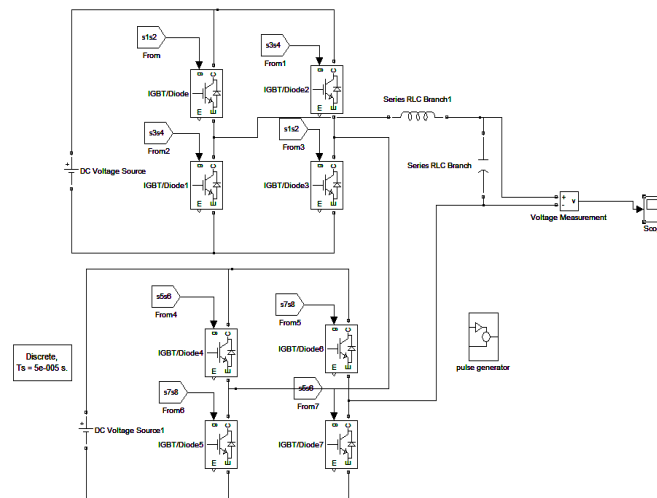 s1s2
From
s3s4
From1
g C
E
IGBT/Diode
g C
E
IGBT/Diode2
Series RLC Branch1
s3s4
From2
s1s2
From3
Series RLC Branch
+
DC Voltage Source
g C
E
IGBT/Diode1
g C
E
IGBT/Diode3
+
-
v
Voltage Measurement
Sco
s5s6
From4
s7s8
From5
g C
E
IGBT/Diode4
g C
E
IGBT/Diode6
pulse generator
Discrete,
Ts = 5e-005 s.
s7s8
From6
s5s6
From7
+
DC Voltage Source1
g C
E
IGBT/Diode5
g C
E
IGBT/Diode7